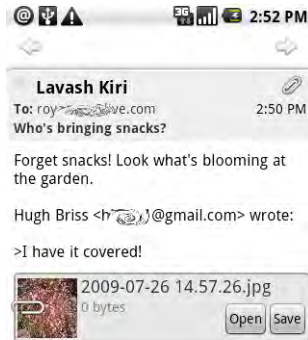 3G
2:52 PM
Lavash Kiri
To: roy ve.com 2:50 PM
Who's bringing snacks?
Forget snacks! Look what's blooming at
the garden.
Hugh Briss <h @gmail.com> wrote:
>I have it covered!
2009-07-26 14.57.26.jpg
0 bytes
Open Save